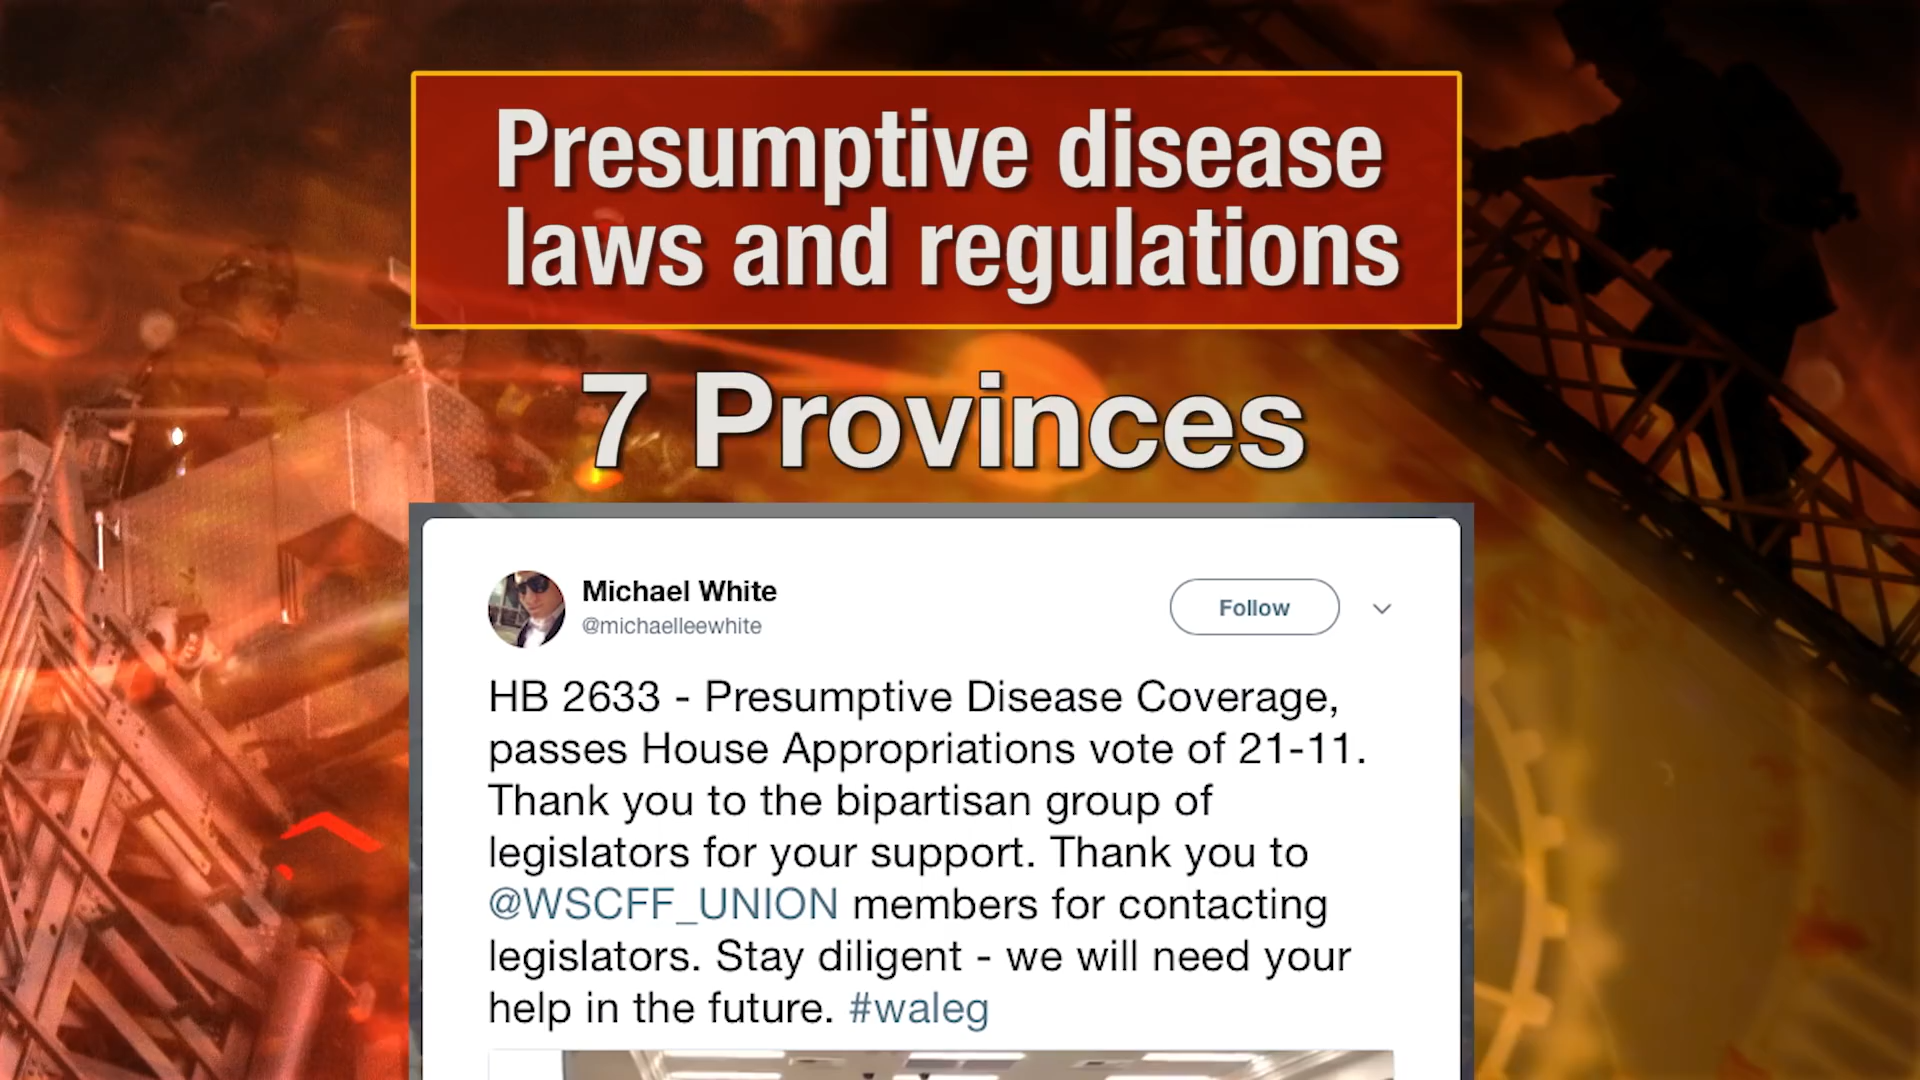 Presumptive disease
laws and regulations
7 Provinces
Michael White
@michaelleewhite
Follow
HB 2633 - Presumptive Disease Coverage,
passes House Appropriations vote of 21-11.
Thank you to the bipartisan group of
legislators for your support. Thank you to
@WSCFF_UNION members for contacting
legislators. Stay diligent - we will need your
help in the future. #waleg